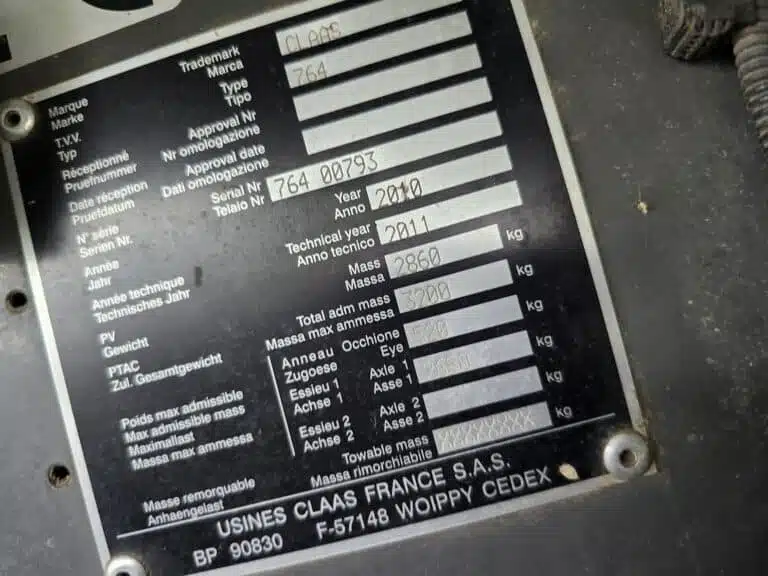 Marque Trademark CLAAS
Marke Marca
T.V.V. Type 764
Typ Tipo
Réceptionné Approval Nr
Pruefnummer Nr omologazione
Date réception Approval date
Pruefdatum Dati omologazione
N° série Serial Nr 764 00793
Serien Nr. Telaio Nr
Année Year 2010
Jahr Anno
Année technique Technical year 2011
Technisches Jahr Anno tecnico
PV Mass 2860 kg
Gewicht Massa
PTAC Total adm mass 3200 kg
Zul. Gesamtgewicht Massa max ammessa
Poids max admissible Anneau Occhione kg
Max admissible mass Zugoese Eye
Maximallast Essieu 1 Axle 1 kg
Massa max ammessa Achse 1 Asse 1
Essieu 2 Axle 2 kg
Achse 2 Asse 2
Masse remorquable Towable mass XXXXXXXX kg
Anhaengelast Massa rimorchiabile
USINES CLAAS FRANCE S.A.S.
BP 90830 F-57148 WOIPPY CEDEX